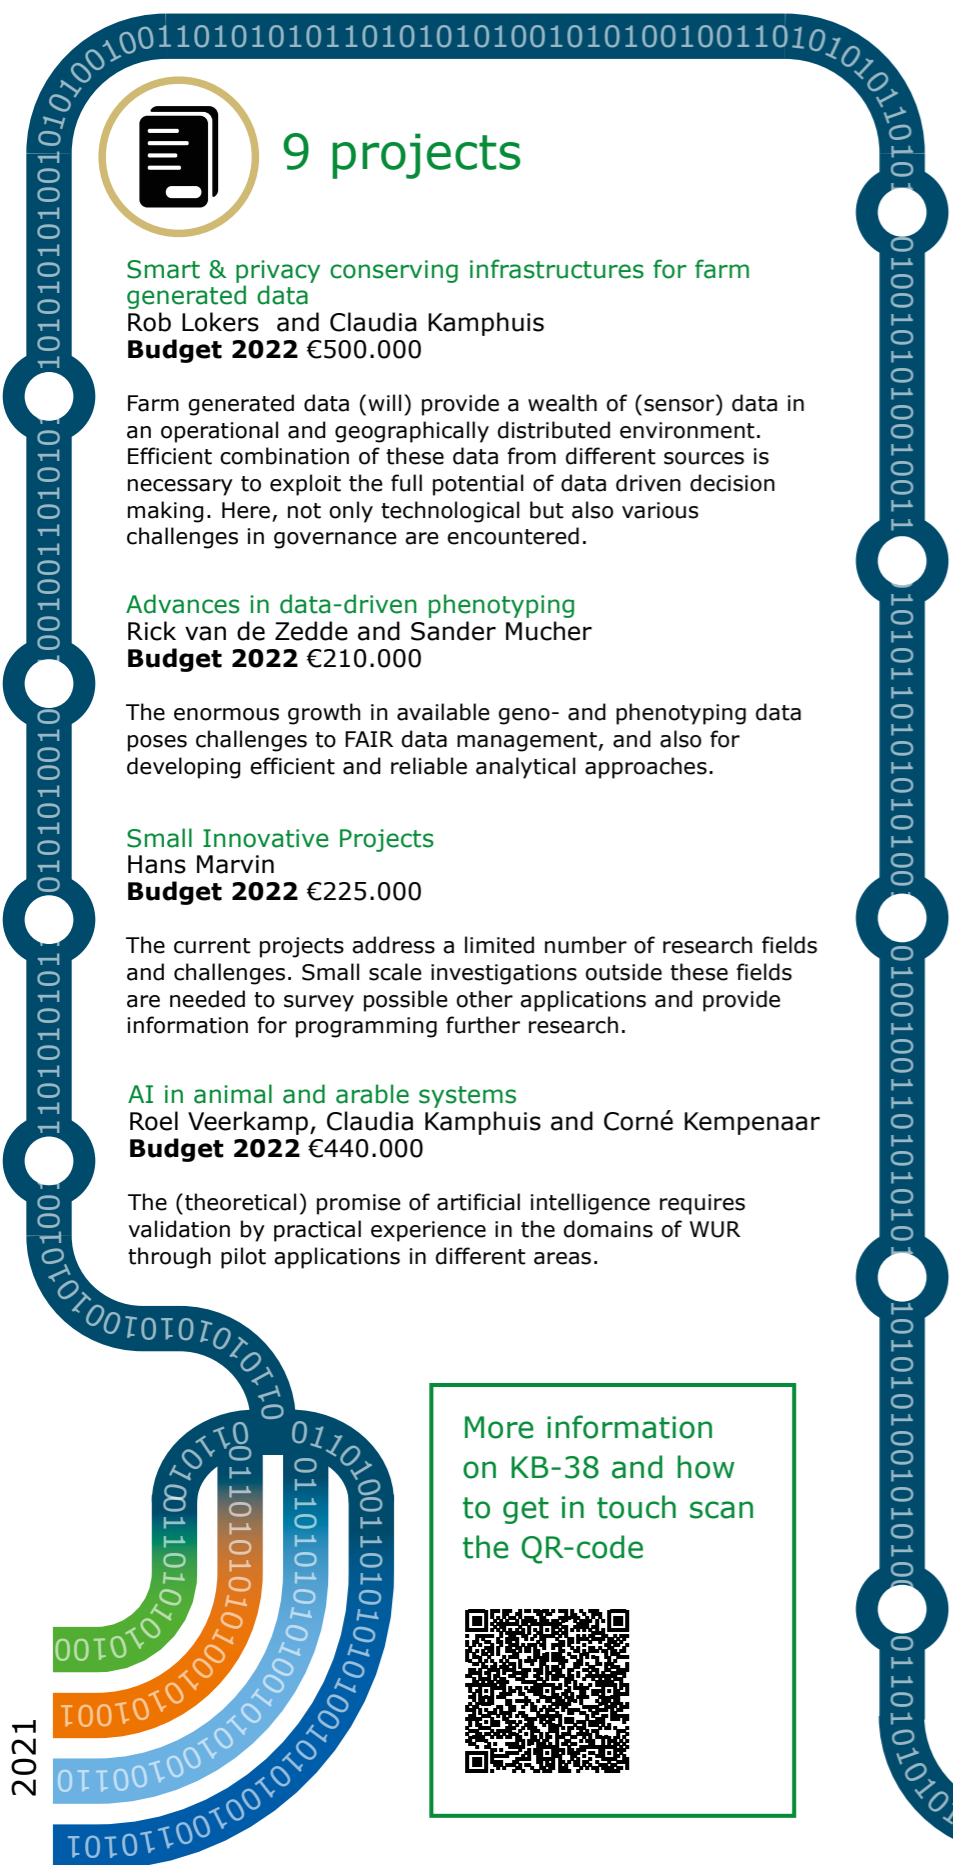 9 projects
Smart & privacy conserving infrastructures for farm
generated data
Rob Lokers and Claudia Kamphuis
Budget 2022 €500.000
Farm generated data (will) provide a wealth of (sensor) data in
an operational and geographically distributed environment.
Efficient combination of these data from different sources is
necessary to exploit the full potential of data driven decision
making. Here, not only technological but also various
challenges in governance are encountered.
Advances in data-driven phenotyping
Rick van de Zedde and Sander Mucher
Budget 2022 €210.000
The enormous growth in available geno- and phenotyping data
poses challenges to FAIR data management, and also for
developing efficient and reliable analytical approaches.
Small Innovative Projects
Hans Marvin
Budget 2022 €225.000
The current projects address a limited number of research fields
and challenges. Small scale investigations outside these fields
are needed to survey possible other applications and provide
information for programming further research.
AI in animal and arable systems
Roel Veerkamp, Claudia Kamphuis and Corné Kempenaar
Budget 2022 €440.000
The (theoretical) promise of artificial intelligence requires
validation by practical experience in the domains of WUR
through pilot applications in different areas.
More information
on KB-38 and how
to get in touch scan
the QR-code
2021